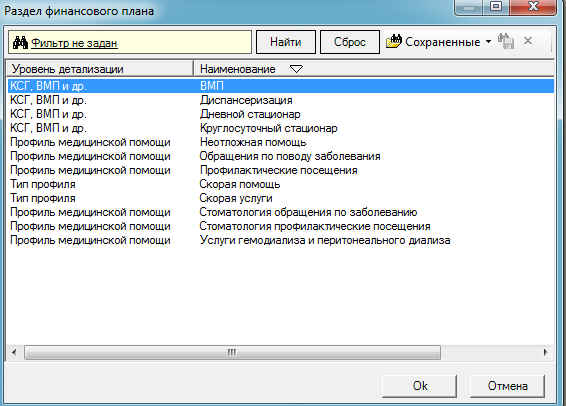 Раздел финансового плана
Фильтр не задан Найти Сброс Сохраненные
Уровень детализации Наименование
КСГ, ВМП и др. ВМП
КСГ, ВМП и др. Диспансеризация
КСГ, ВМП и др. Дневной стационар
КСГ, ВМП и др. Круглосуточный стационар
Профиль медицинской помощи Неотложная помощь
Профиль медицинской помощи Обращения по поводу заболевания
Профиль медицинской помощи Профилактические посещения
Тип профиля Скорая помощь
Тип профиля Скорая услуги
Профиль медицинской помощи Стоматология обращения по заболеванию
Профиль медицинской помощи Стоматология профилактические посещения
Профиль медицинской помощи Услуги гемодиализа и перитонеального диализа
Ok Отмена